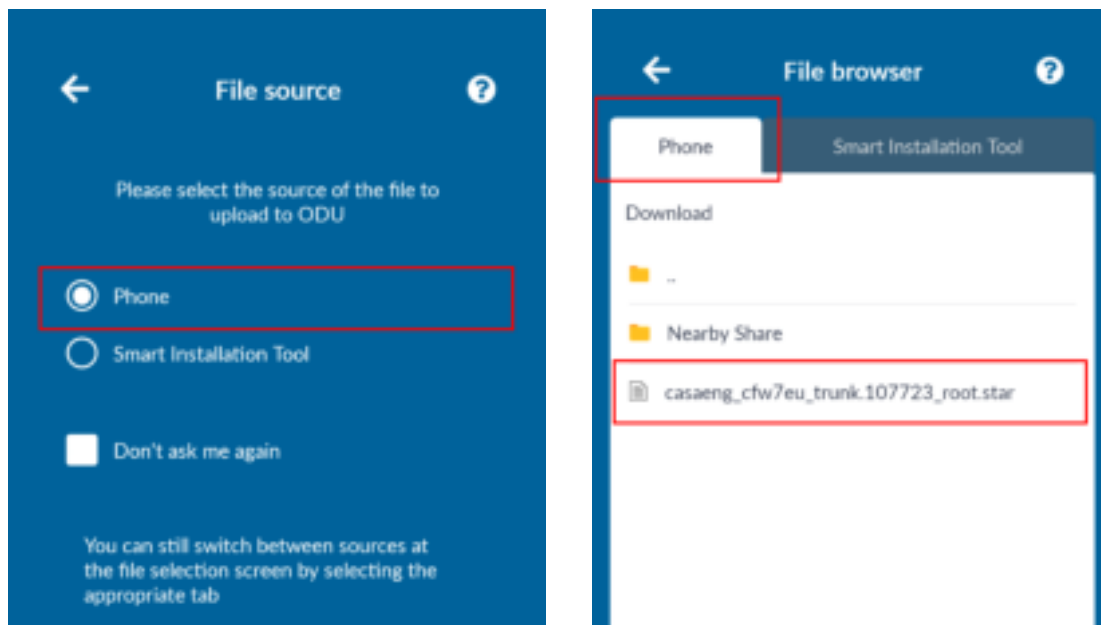 File source
Please select the source of the file to
upload to ODU
Phone
Smart Installation Tool
Don't ask me again
You can still switch between sources at
the file selection screen by selecting the
appropriate tab
File browser
Phone
Smart Installation Tool
Download
..
Nearby Share
casaeng_cfw7eu_trunk.107723_root.star